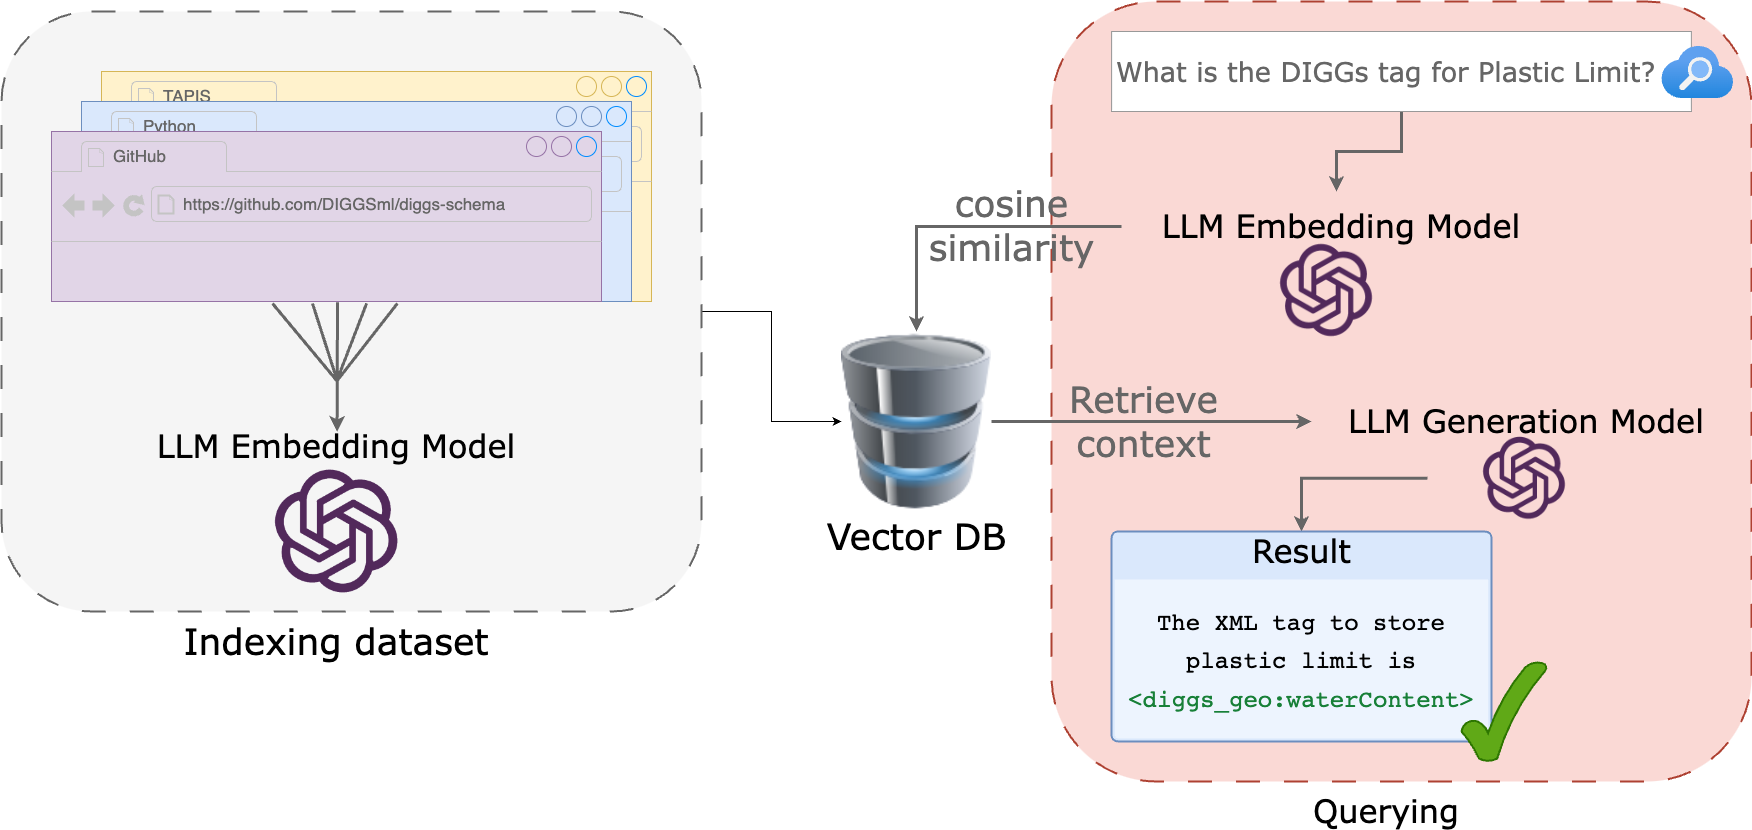 TAPIS
Python
GitHub
https://github.com/DIGGSml/diggs-schema
LLM Embedding Model
Indexing dataset
cosine
similarity
Vector DB
What is the DIGGs tag for Plastic Limit?
LLM Embedding Model
Retrieve
context
LLM Generation Model
Result
The XML tag to store
plastic limit is
<diggs_geo:waterContent>
Querying